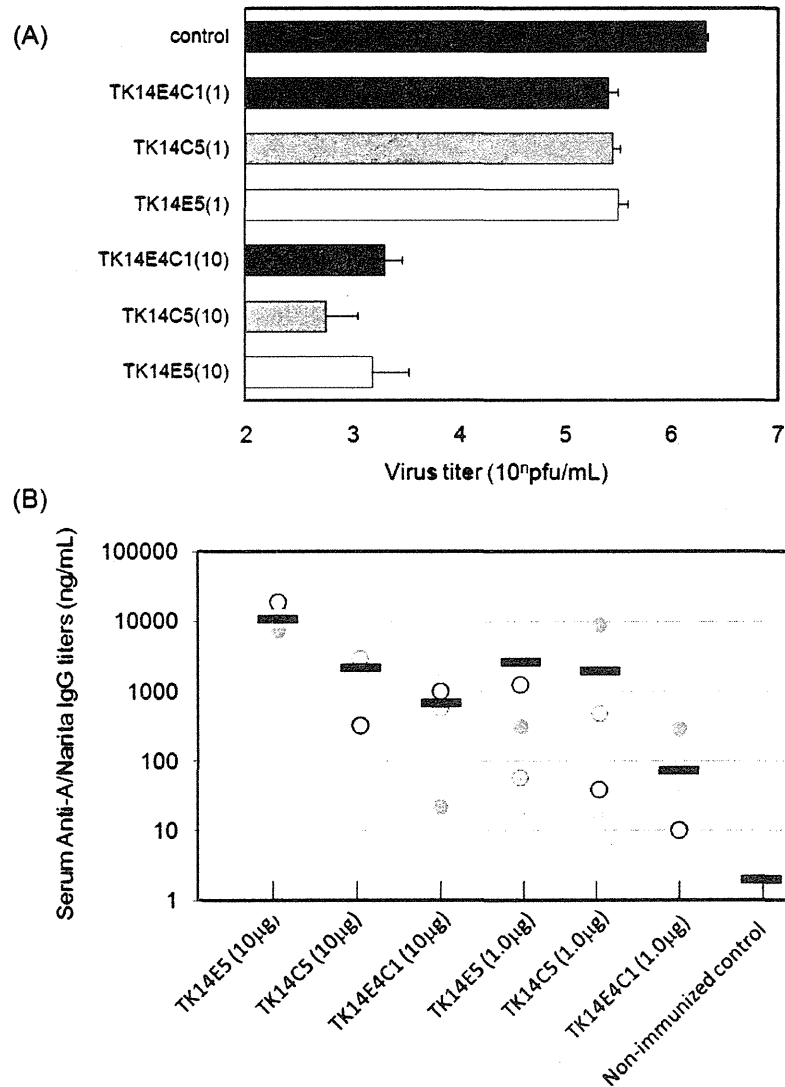 (A)
control
TK14E4C1(1)
TK14C5(1)
TK14E5(1)
TK14E4C1(10)
TK14C5(10)
TK14E5(10)
2 3 4 5 6 7
Virus titer (10ⁿpfu/mL)
(B)
Serum Anti-A/Narita IgG titers (ng/mL)
100000
10000
1000
100
10
1
TK14E5 (10μg)
TK14C5 (10μg)
TK14E4C1 (10μg)
TK14E5 (1.0μg)
TK14C5 (1.0μg)
TK14E4C1 (1.0μg)
Non-immunized control